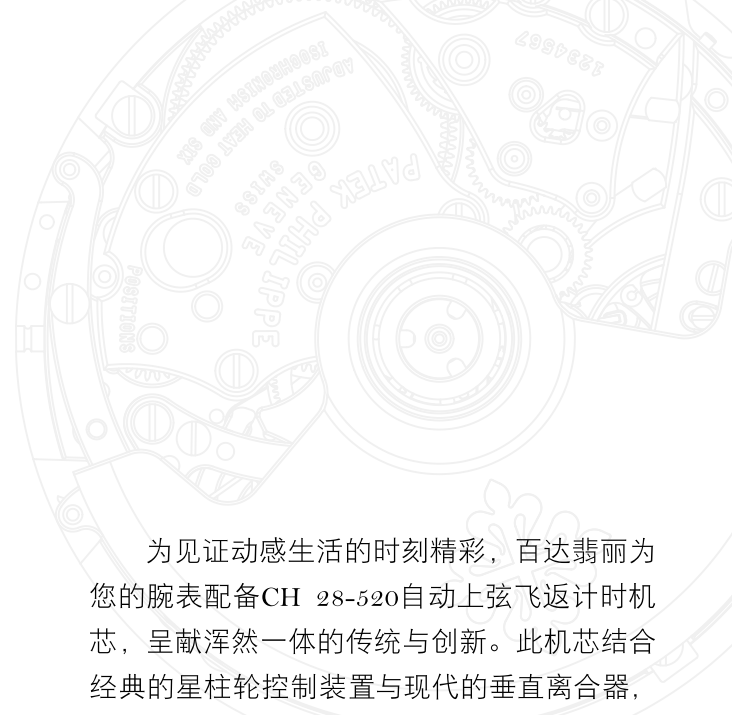 1234567
ADJUSTED TO HEAT COLD
ISOCHRONISM AND SIX
POSITIONS
PATEK PHILIPPE
GENEVE
SWISS
为见证动感生活的时刻精彩，百达翡丽为
您的腕表配备CH 28-520自动上弦飞返计时机
芯，呈献浑然一体的传统与创新。此机芯结合
经典的星柱轮控制装置与现代的垂直离合器，